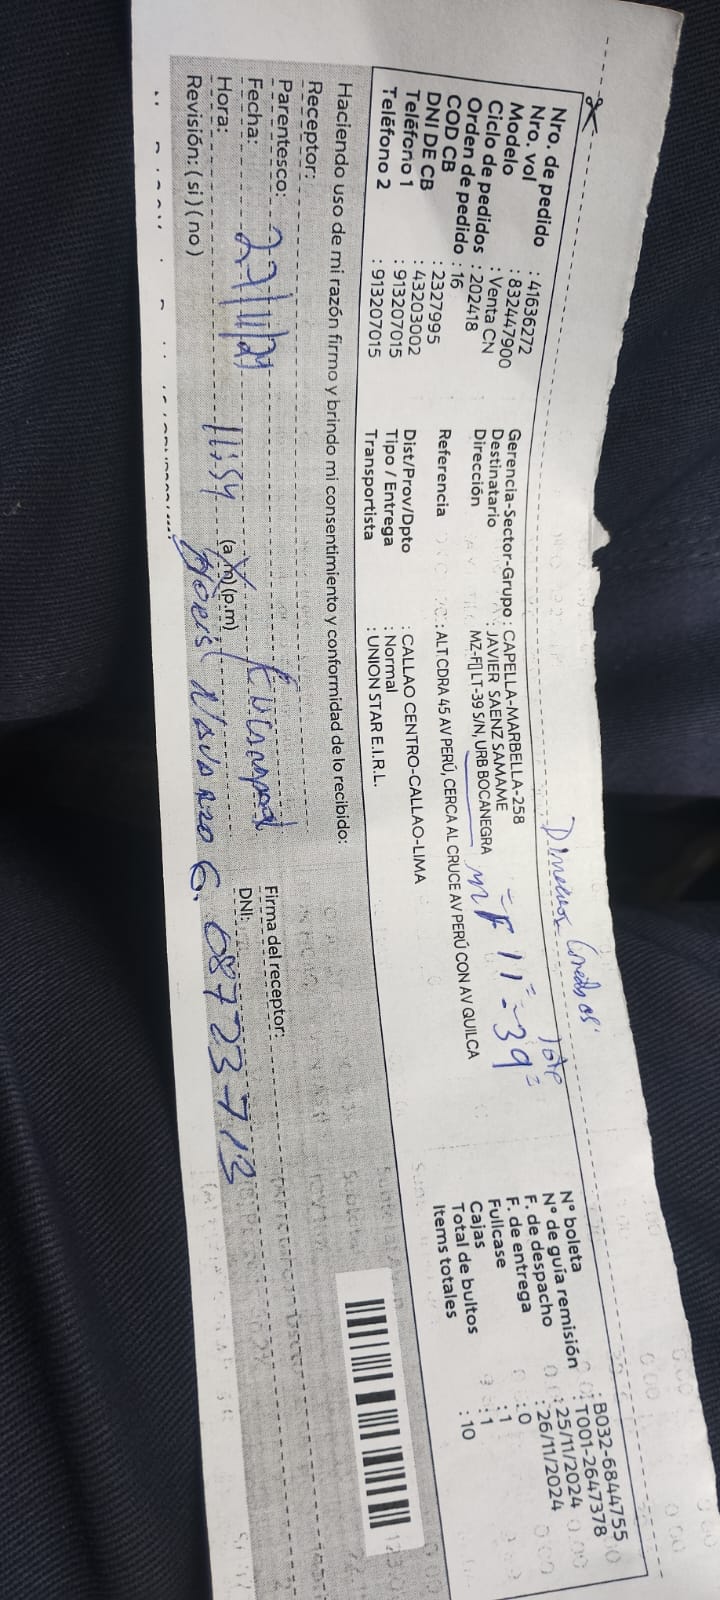 Dirección Correcta es:
Nro. de pedido : 41636272
Nro. vol : 832447900
Modelo : Venta CN
Ciclo de pedidos : 202418
Orden de pedido : 16
COD CB : 2327995
DNI DE CB : 43203002
Teléfono 1 : 913207015
Teléfono 2 : 913207015
Gerencia-Sector-Grupo : CAPELLA-MARBELLA-258
Destinatario : JAVIER SAENZ SAMAME
Dirección MZ-FJ LT-39 S/N, URB BOCANEGRA
Lote
11 - 39
Referencia : ALT.CDRA 45 AV PERÚ, CERCA AL CRUCE AV PERÚ CON AV QUILCA
Dist/Prov/Dpto : CALLAO CENTRO-CALLAO-LIMA
Tipo / Entrega : Normal
Transportista : UNION STAR E.I.R.L.
N° boleta : B032-6844755
N° de guía remisión : T001-2647378
F. de despacho : 25/11/2024
F. de entrega : 26/11/2024
Fullcase : 0
Cajas : 1
Total de bultos : 1
Items totales : 10
Haciendo uso de mi razón firmo y brindo mi consentimiento y conformidad de lo recibido:
Receptor:
Parentesco:
Fecha: 27/11/24
Hora: 11:54 (a.m) (p.m)
Revisión: (si) (no)
Firma del receptor:
DNI:
Navarro G. 08723713